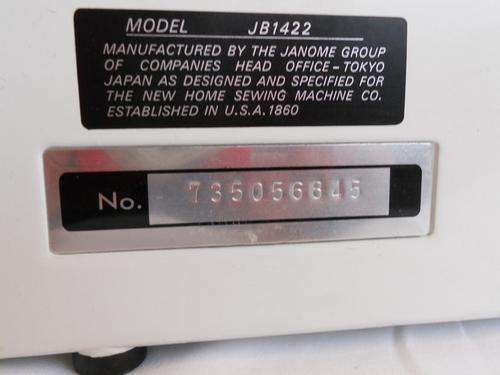 MODEL JB1422
MANUFACTURED BY THE JANOME GROUP
OF COMPANIES HEAD OFFICE-TOKYO
JAPAN AS DESIGNED AND SPECIFIED FOR
THE NEW HOME SEWING MACHINE CO.
ESTABLISHED IN U.S.A.1860
No. 735056845